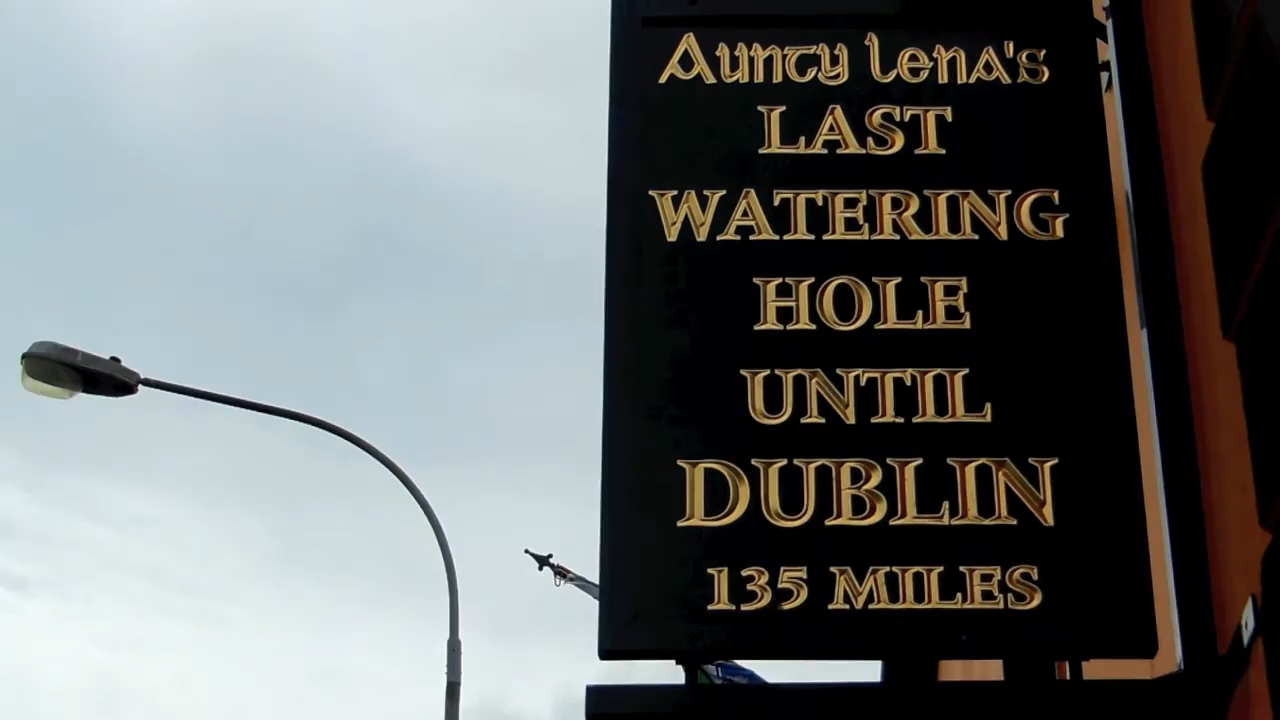 Aunty Lena's
LAST
WATERING
HOLE
UNTIL
DUBLIN
135 MILES